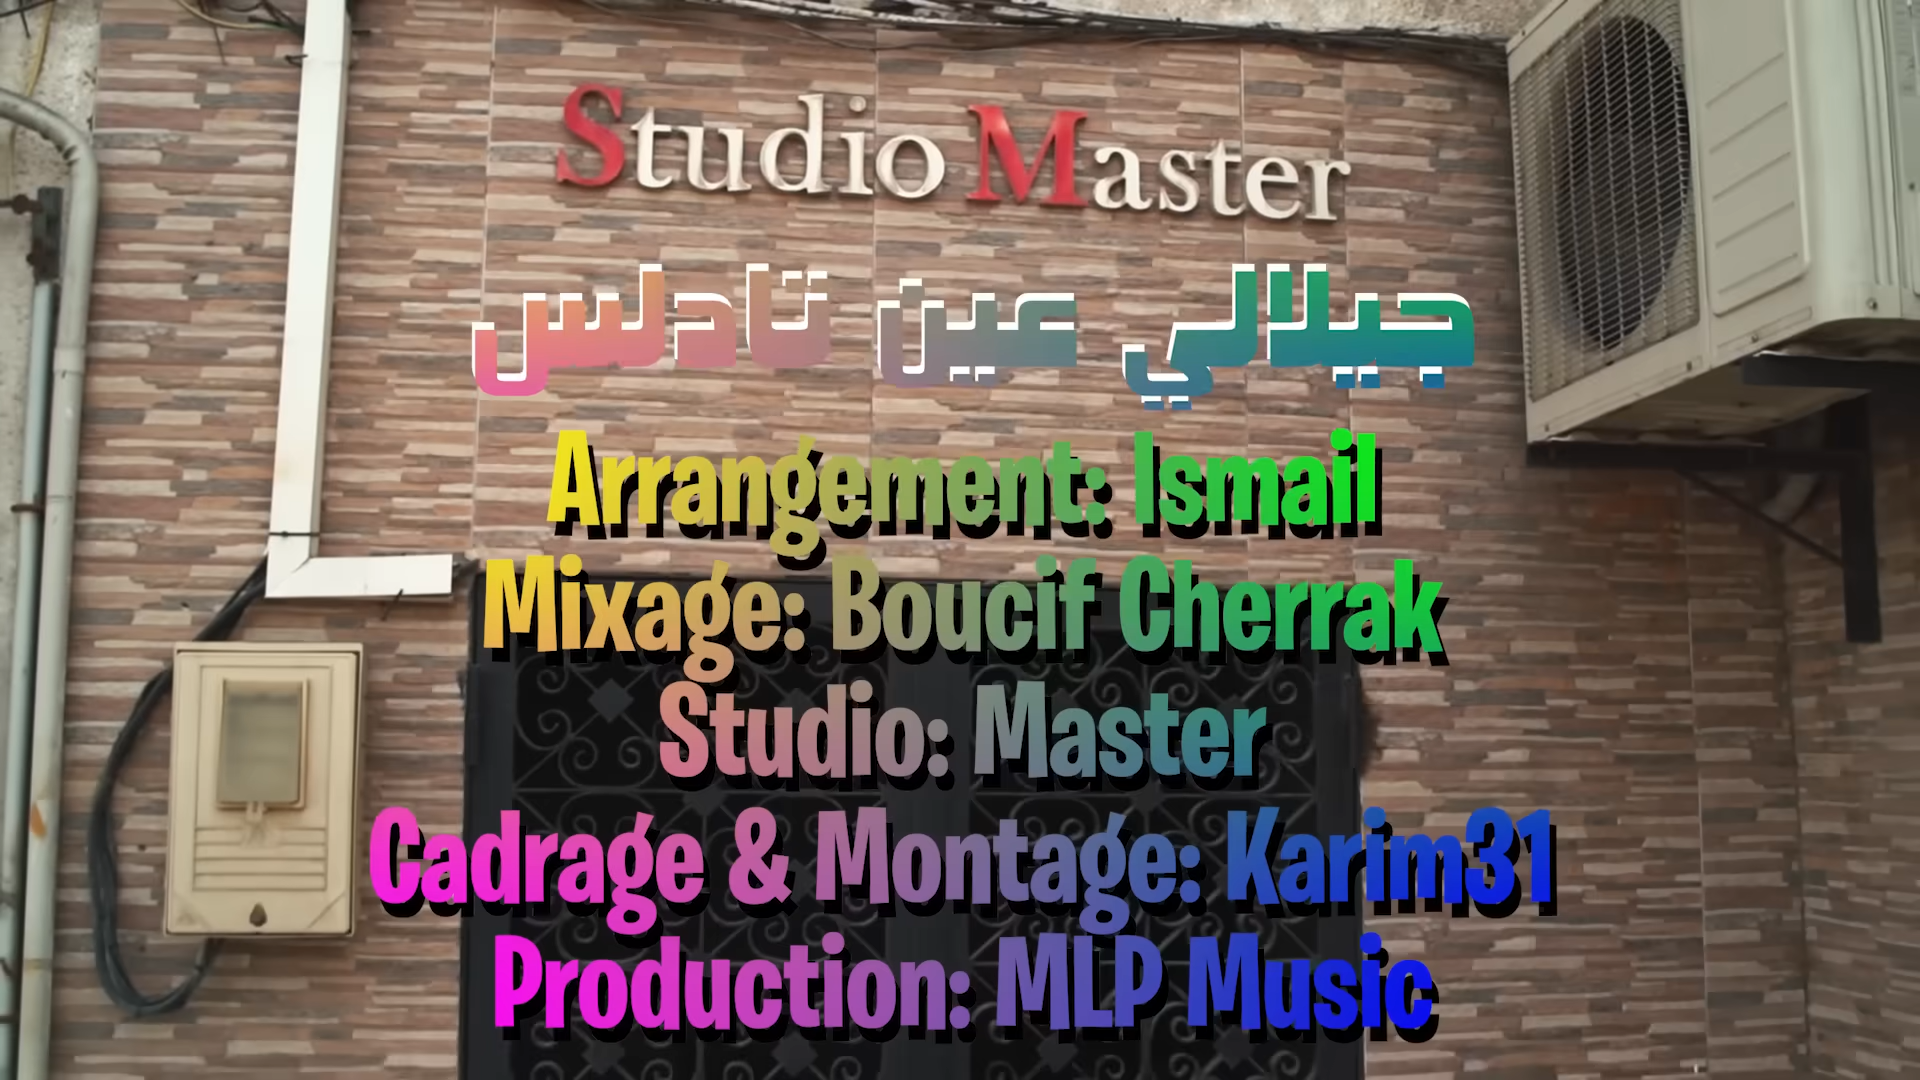 Studio Master
جيلالي عين تادلس
Arrangement: Ismail
Mixage: Boucif Cherrak
Studio: Master
Cadrage & Montage: Karim31
Production: MLP Music